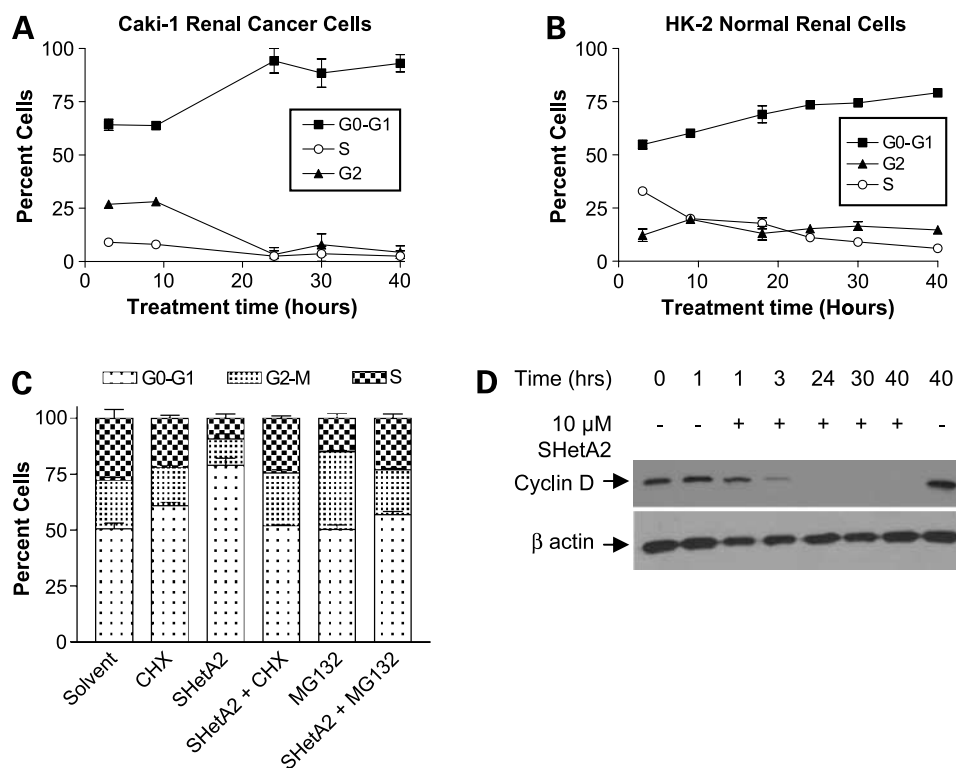 A
Caki-1 Renal Cancer Cells
100
75
50
25
0
Percent Cells
G0-G1
S
G2
0 10 20 30 40
Treatment time (hours)
B
HK-2 Normal Renal Cells
100
75
50
25
0
Percent Cells
G0-G1
G2
S
0 10 20 30 40
Treatment time (Hours)
C
G0-G1 G2-M S
100
75
50
25
0
Percent Cells
Solvent
CHX
SHetA2
SHetA2 + CHX
MG132
SHetA2 + MG132
D
Time (hrs) 0 1 1 3 24 30 40 40
10 µM - - + + + + + -
SHetA2
Cyclin D
β actin